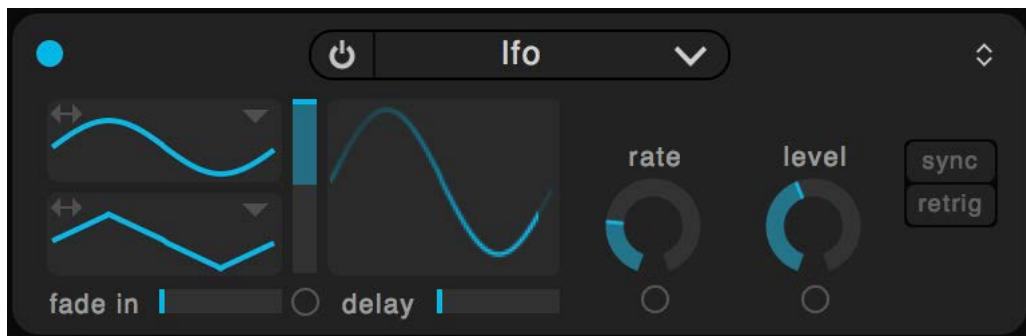 lfo
rate
level
sync
retrig
fade in
delay